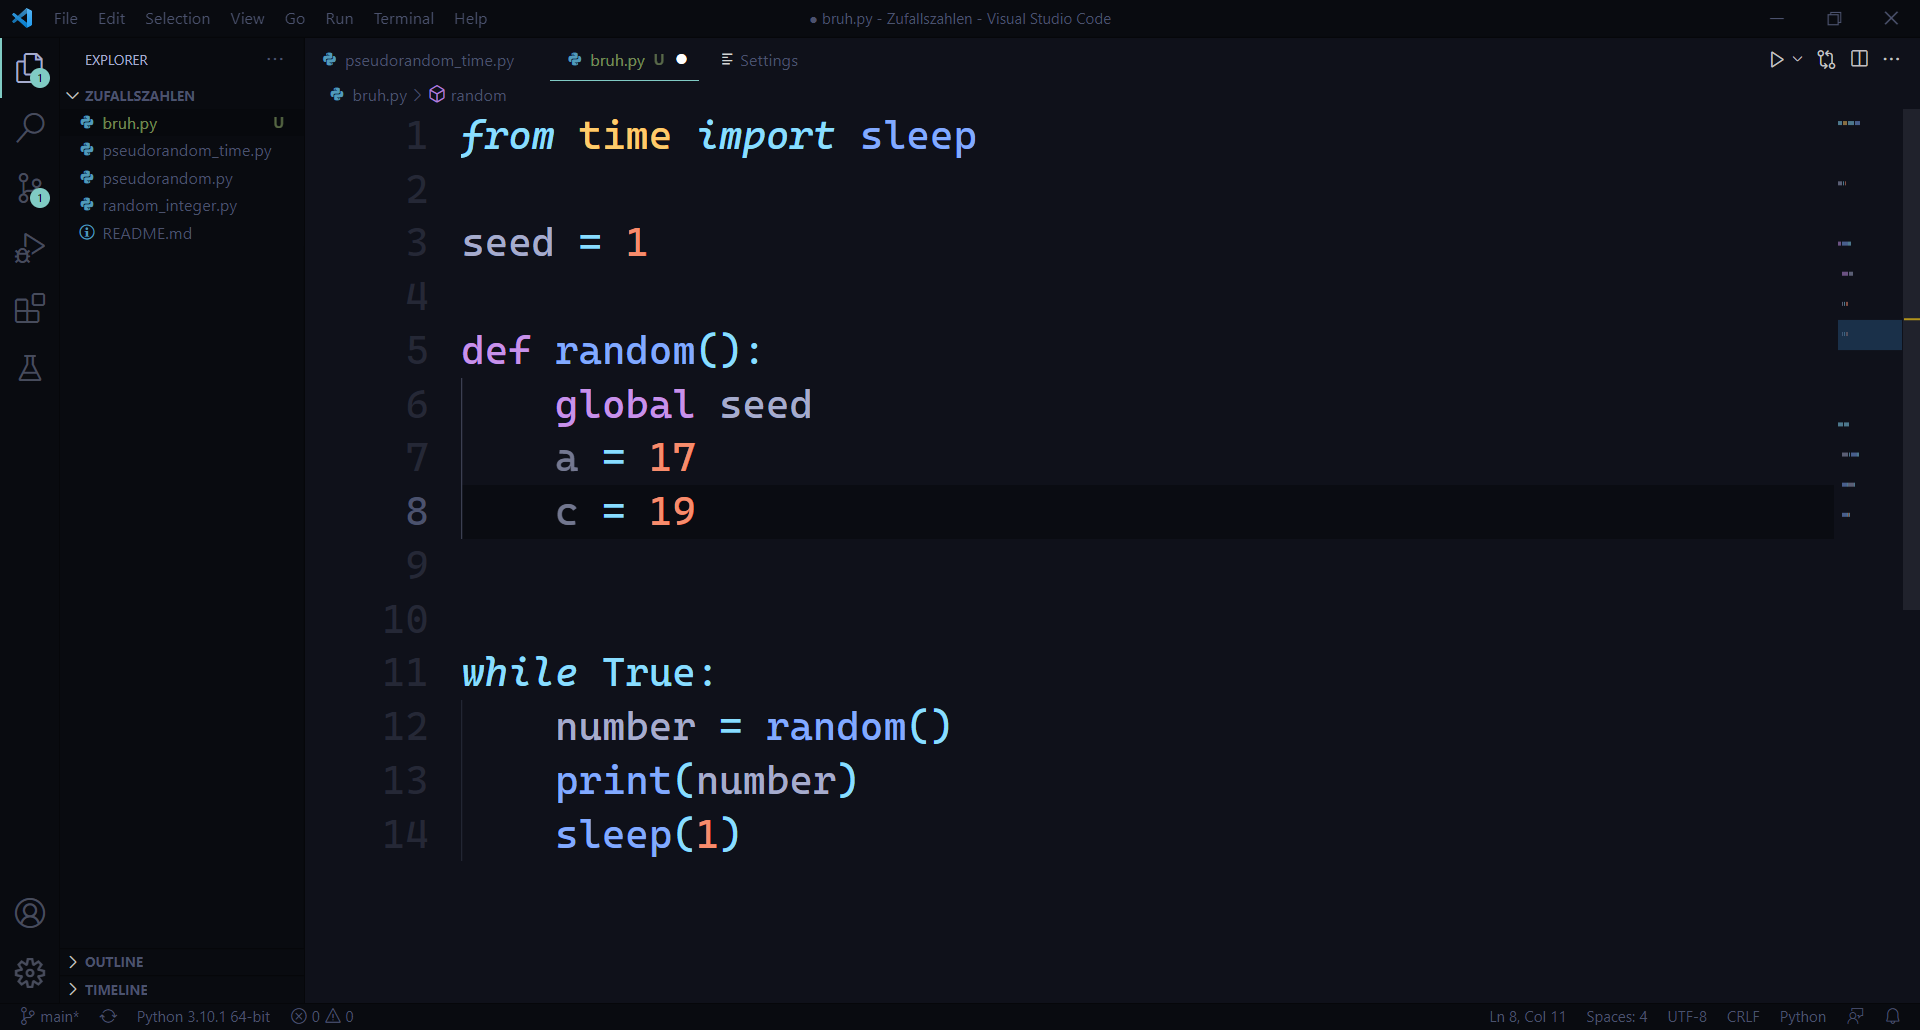 File Edit Selection View Go Run Terminal Help
● bruh.py - Zufallszahlen - Visual Studio Code
EXPLORER
pseudorandom_time.py
bruh.py U
Settings
ZUFALLSZAHLEN
bruh.py > random
bruh.py U
pseudorandom_time.py
pseudorandom.py
random_integer.py
README.md
1
1
1 from time import sleep
2
3 seed = 1
4
5 def random():
6     global seed
7     a = 17
8     c = 19
9
10
11 while True:
12     number = random()
13     print(number)
14     sleep(1)
OUTLINE
TIMELINE
main* Python 3.10.1 64-bit 0 0
Ln 8, Col 11 Spaces: 4 UTF-8 CRLF Python